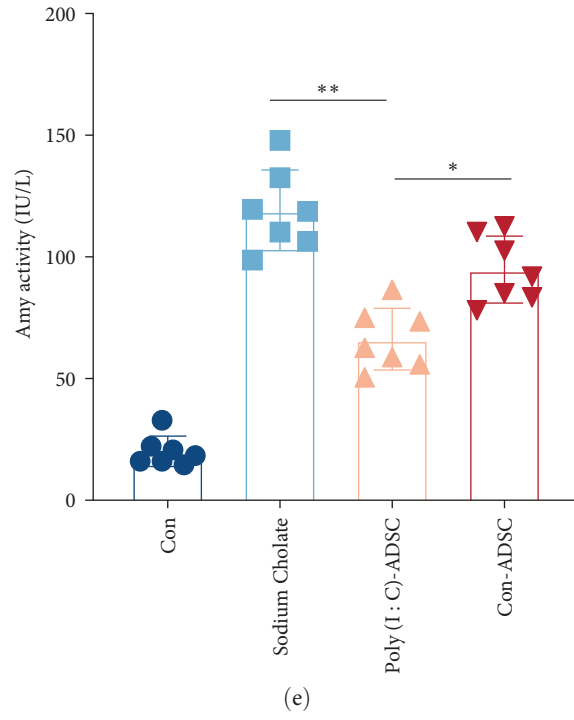 200
150
100
50
0
Amy activity (IU/L)
**
*
Con
Sodium Cholate
Poly (I : C)-ADSC
Con-ADSC
(e)